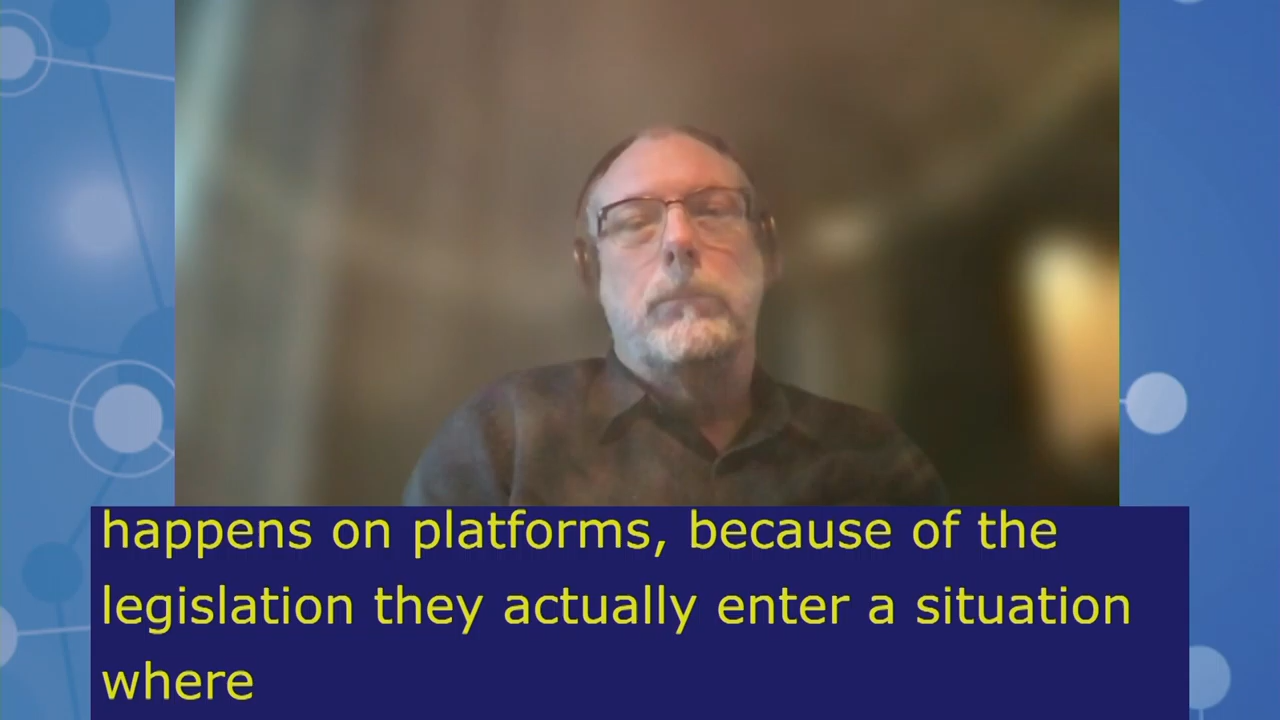 happens on platforms, because of the
legislation they actually enter a situation
where